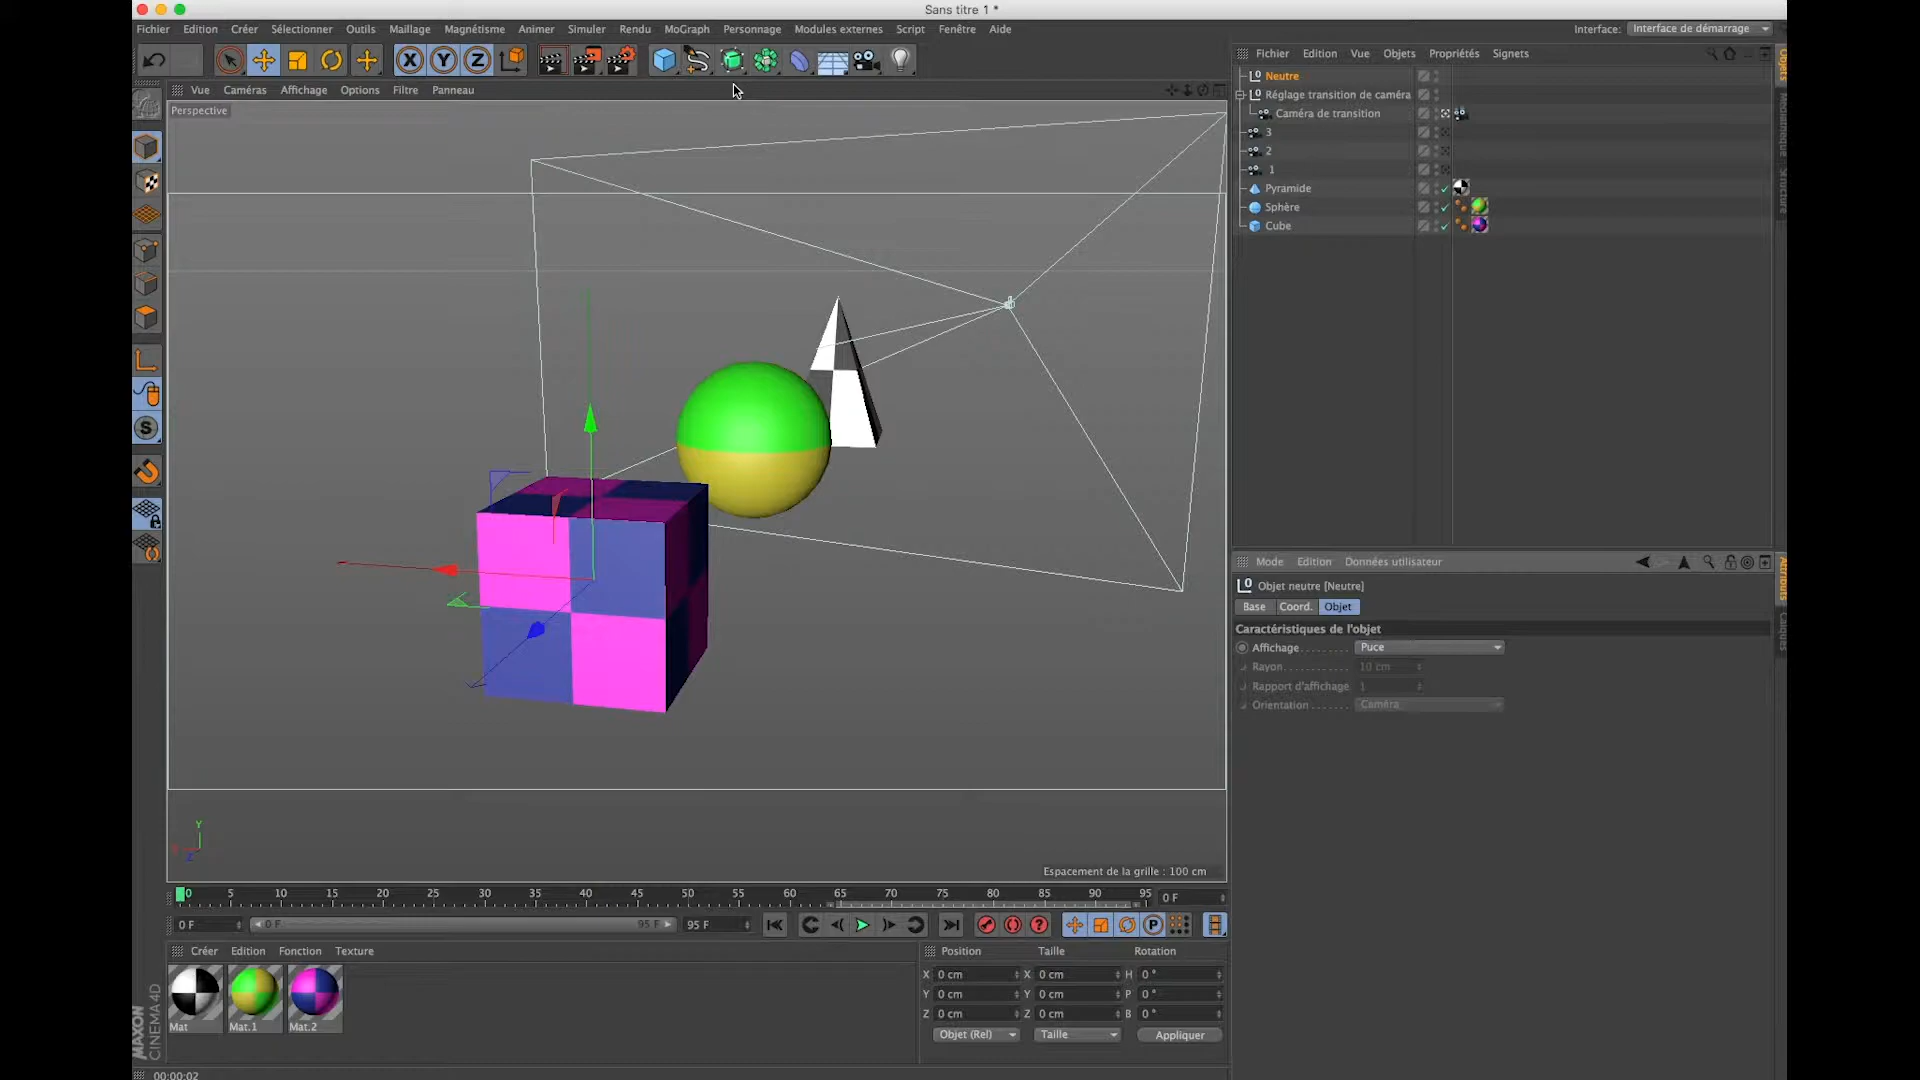 Sans titre 1 *
Fichier Edition Créer Sélectionner Outils Maillage Magnétisme Animer Simuler Rendu MoGraph Personnage Modules externes Script Fenêtre Aide
Interface: Interface de démarrage
Fichier Edition Vue Objets Propriétés Signets
Vue Caméras Affichage Options Filtre Panneau
Perspective
Neutre
Réglage transition de caméra
Caméra de transition
3
2
1
Pyramide
Sphère
Cube
Objets
Médiathèque
Structure
Mode Edition Données utilisateur
Objet neutre [Neutre]
Base Coord. Objet
Caractéristiques de l'objet
Affichage Puce
Rayon 10 cm
Rapport d'affichage 1
Orientation Caméra
Attributs
Calques
Y
X
Z
Espacement de la grille : 100 cm
0 5 10 15 20 25 30 35 40 45 50 55 60 65 70 75 80 85 90 95 0 F
0 F 0 F 95 F 95 F
Créer Edition Fonction Texture
Position Taille Rotation
X 0 cm X 0 cm H 0 °
Y 0 cm Y 0 cm P 0 °
Z 0 cm Z 0 cm B 0 °
Objet (Rel) Taille Appliquer
Mat Mat.1 Mat.2
MAXON
CINEMA 4D
00:00:02